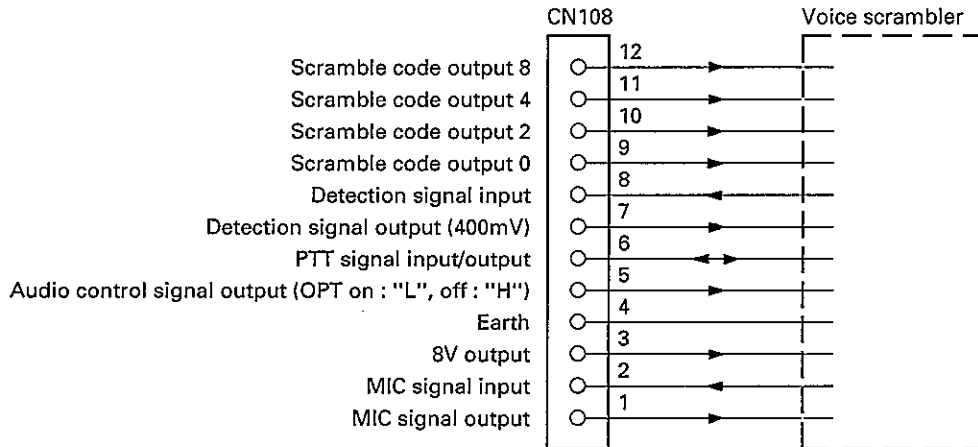 CN108 Voice scrambler
Scramble code output 8 12
Scramble code output 4 11
Scramble code output 2 10
Scramble code output 0 9
Detection signal input 8
Detection signal output (400mV) 7
PTT signal input/output 6
Audio control signal output (OPT on : "L", off : "H") 5
Earth 4
8V output 3
MIC signal input 2
MIC signal output 1